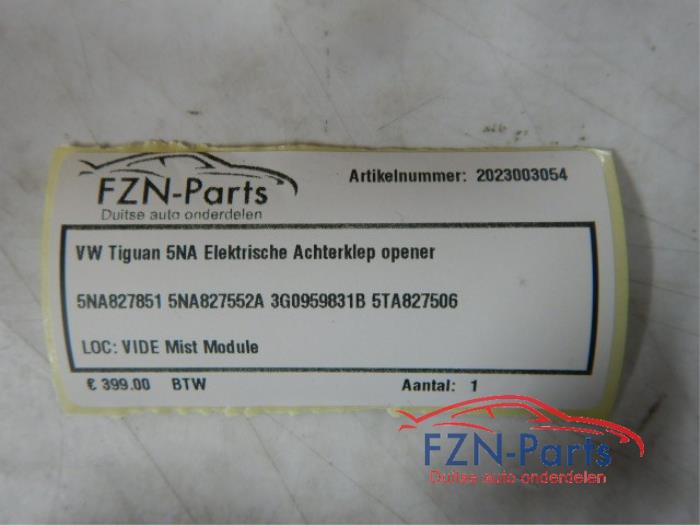 FZN-Parts
Duitse auto onderdelen
Artikelnummer: 2023003054
VW Tiguan 5NA Elektrische Achterklep opener
5NA827851 5NA827552A 3G0959831B 5TA827506
LOC: VIDE Mist Module
€ 399.00 BTW Aantal: 1
FZN-Parts
Duitse auto onderdelen